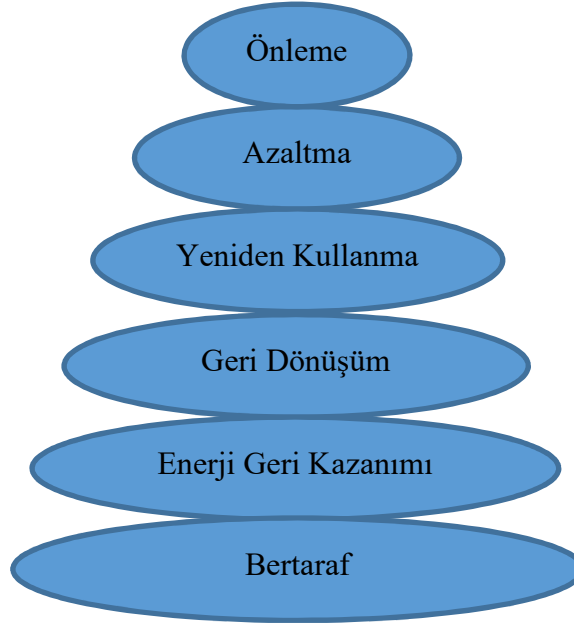 Önleme
Azaltma
Yeniden Kullanma
Geri Dönüşüm
Enerji Geri Kazanımı
Bertaraf